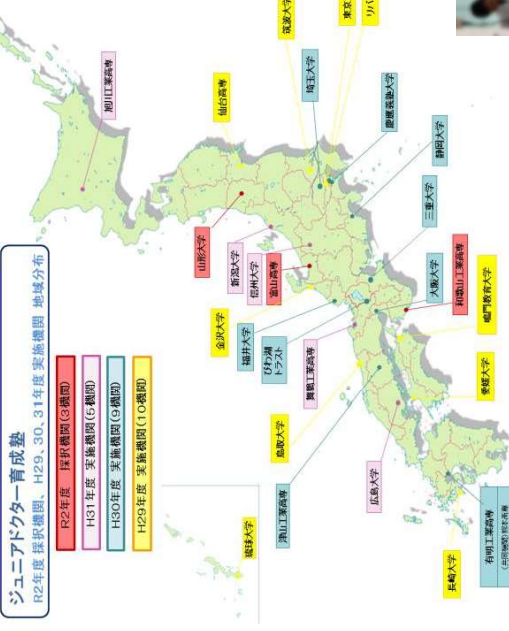 ジュニアドクター育成塾
R2年度 採択機関、H29、30、31年度 実施機関 地域分布
R2年度 採択機関(3機関)
H31年度 実施機関(5機関)
H30年度 実施機関(9機関)
H29年度 実施機関(10機関)
旭川工業高専
仙台高専
筑波大学
東京
リバ
埼玉大学
慶應義塾大学
静岡大学
三重大学
山形大学
新潟大学
信州大学
富山高専
金沢大学
福井大学
びわ湖
トラスト
舞鶴工業高専
大阪大学
和歌山工業高専
鳴門教育大学
愛媛大学
鳥取大学
津山工業高専
広島大学
琉球大学
長崎大学
有明工業高専